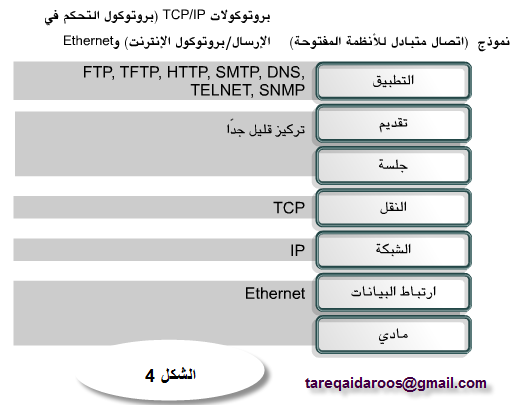 نموذج (اتصال متبادل للأنظمة المفتوحة)
بروتوكولات TCP/IP (بروتوكول التحكم في
الإرسال/بروتوكول الإنترنت) وEthernet
التطبيق
FTP, TFTP, HTTP, SMTP, DNS,
TELNET, SNMP
تقديم
تركيز قليل جدًا
جلسة
النقل
TCP
الشبكة
IP
ارتباط البيانات
Ethernet
مادي
الشكل 4
tareqaidaroos@gmail.com